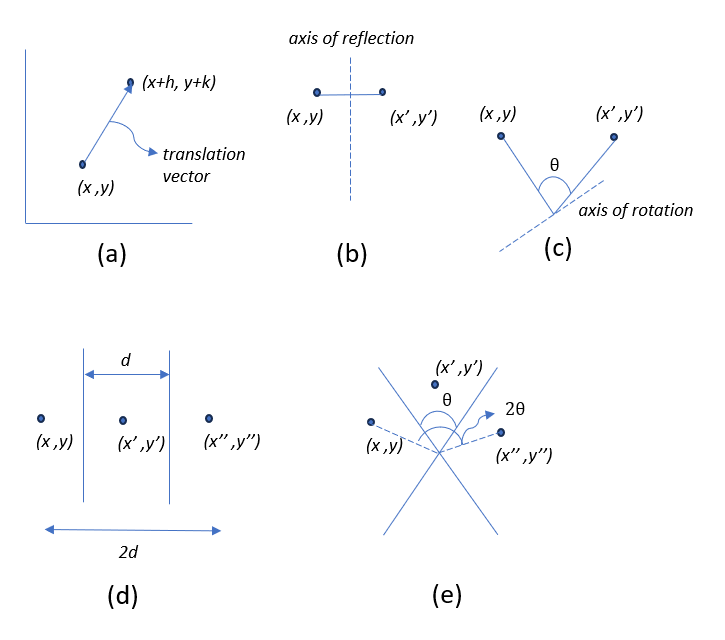 axis of reflection
(x+h, y+k)
(x ,y)
(x’ ,y’)
(x ,y)
(x’ ,y’)
translation
vector
θ
(x ,y)
axis of rotation
(a)
(b)
(c)
d
(x’ ,y’)
θ
2θ
(x ,y)
(x’ ,y’)
(x’’ ,y’’)
(x ,y)
(x’’ ,y’’)
2d
(d)
(e)